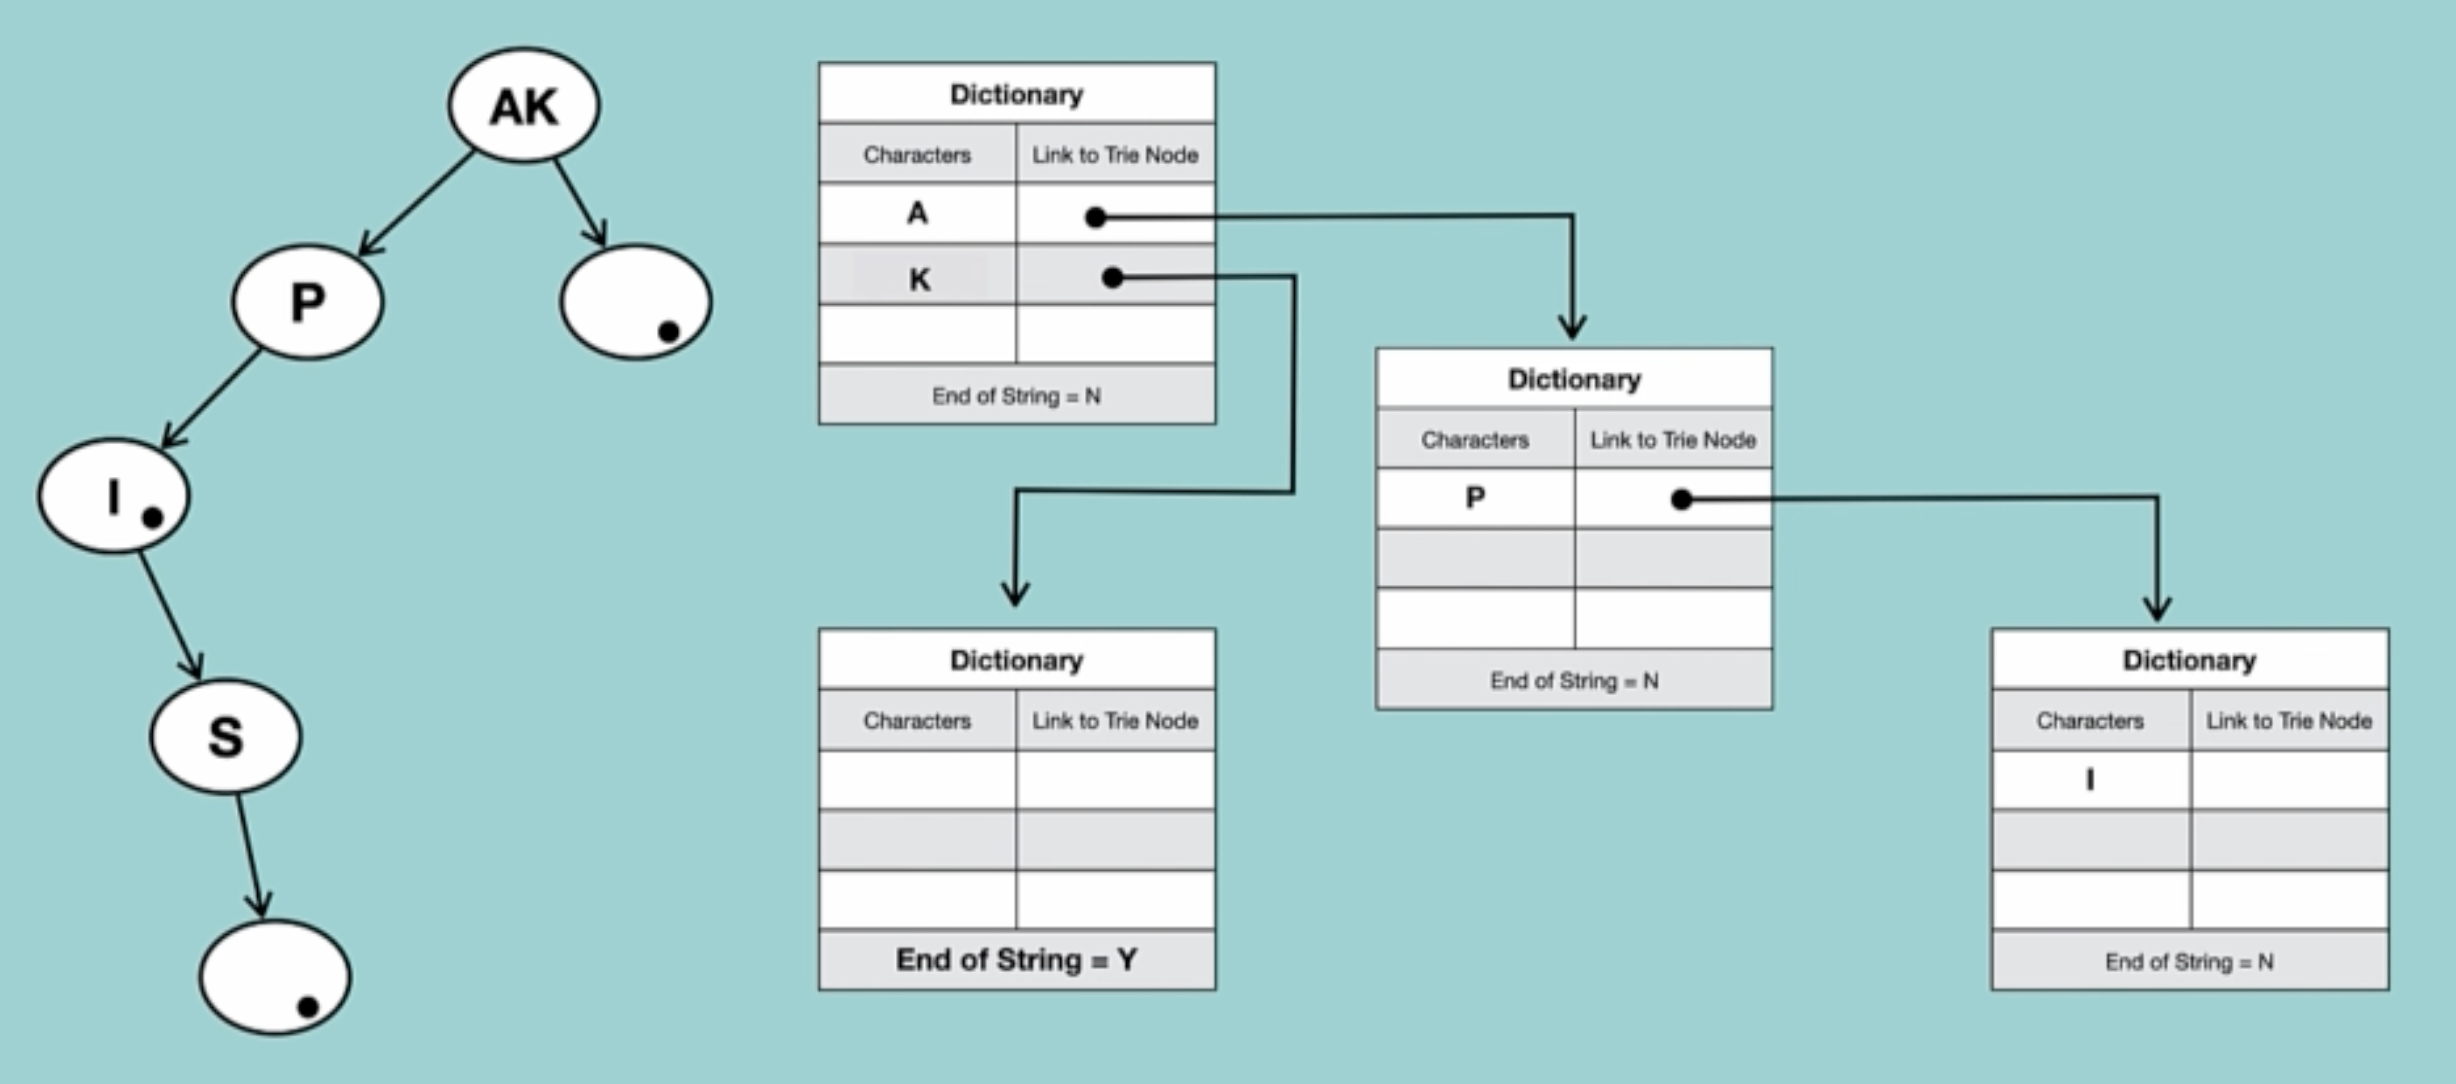 AK
P
I
S
Dictionary
Characters Link to Trie Node
A
K
End of String = N
Dictionary
Characters Link to Trie Node
P
End of String = N
Dictionary
Characters Link to Trie Node
End of String = Y
Dictionary
Characters Link to Trie Node
I
End of String = N